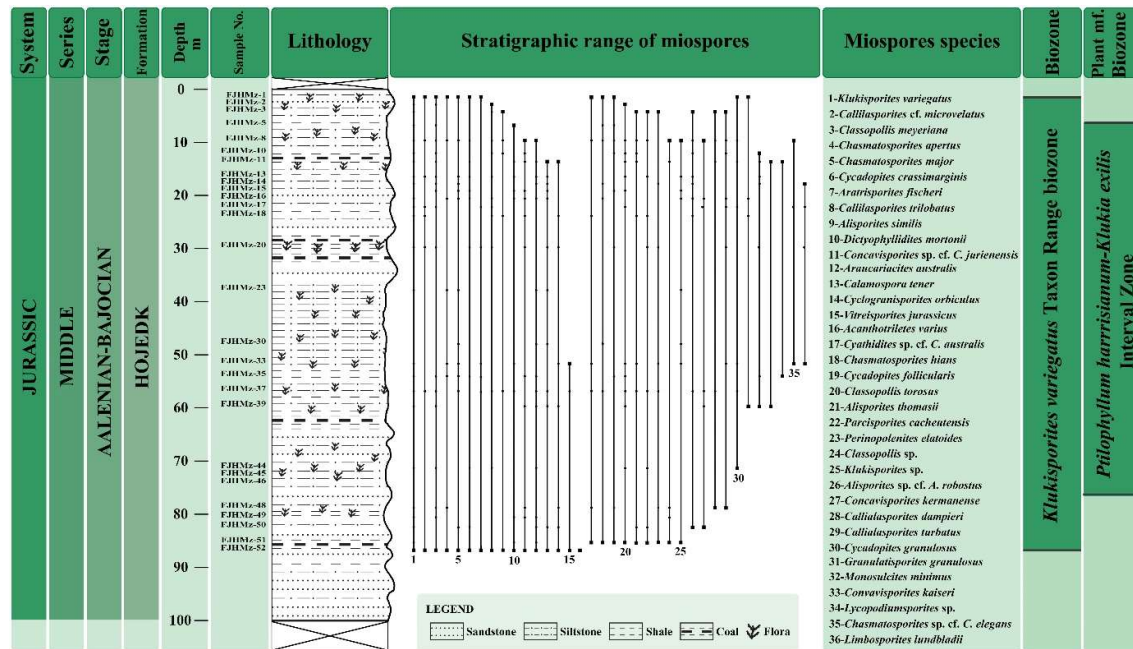 System
Series
Stage
Formation
Depth m
Sample No.
Lithology
Stratigraphic range of miospores
Miospores species
Biozone
Plant mf. Biozone
JURASSIC
MIDDLE
AALENIAN-BAJOCIAN
HOJEDK
0
10
20
30
40
50
60
70
80
90
100
FJHMz-1
FJHMz-2
FJHMz-3
FJHMz-5
FJHMz-8
FJHMz-10
FJHMz-11
FJHMz-13
FJHMz-14
FJHMz-15
FJHMz-16
FJHMz-17
FJHMz-18
FJHMz-20
FJHMz-23
FJHMz-30
FJHMz-33
FJHMz-35
FJHMz-37
FJHMz-39
FJHMz-44
FJHMz-45
FJHMz-46
FJHMz-48
FJHMz-49
FJHMz-50
FJHMz-51
FJHMz-52
1
5
10
15
20
25
30
35
1-Klukisporites variegatus
2-Callilasporites cf. microvelatus
3-Classopollis meyeriana
4-Chasmatosporites apertus
5-Chasmatosporites major
6-Cycadopites crassimarginis
7-Aratrisporites fischeri
8-Callilasporites trilobatus
9-Alisporites similis
10-Dictyophyllidites mortonii
11-Concavisporites sp. cf. C. jurienensis
12-Araucariacites australis
13-Calamospora tener
14-Cyclogranisporites orbiculus
15-Vitreisporites jurassicus
16-Acanthotriletes varius
17-Cyathidites sp. cf. C. australis
18-Chasmatosporites hians
19-Cycadopites follicularis
20-Classopollis torosus
21-Alisporites thomasii
22-Parcisporites cacheutensis
23-Perinopolenites elatoides
24-Classopollis sp.
25-Klukisporites sp.
26-Alisporites sp. cf. A. robostus
27-Concavisporites kermanense
28-Callialasporites dampieri
29-Callialasporites turbatus
30-Cycadopites granulosus
31-Granulatisporites granulosus
32-Monosulcites minimus
33-Convavisporites kaiseri
34-Lycopodiumsporites sp.
35-Chasmatosporites sp. cf. C. elegans
36-Limbosporites lundbladii
Klukisporites variegatus Taxon Range biozone
Ptilophyllum harrisianum-Klukia exilis
Interval Zone
LEGEND
Sandstone
Siltstone
Shale
Coal
Flora